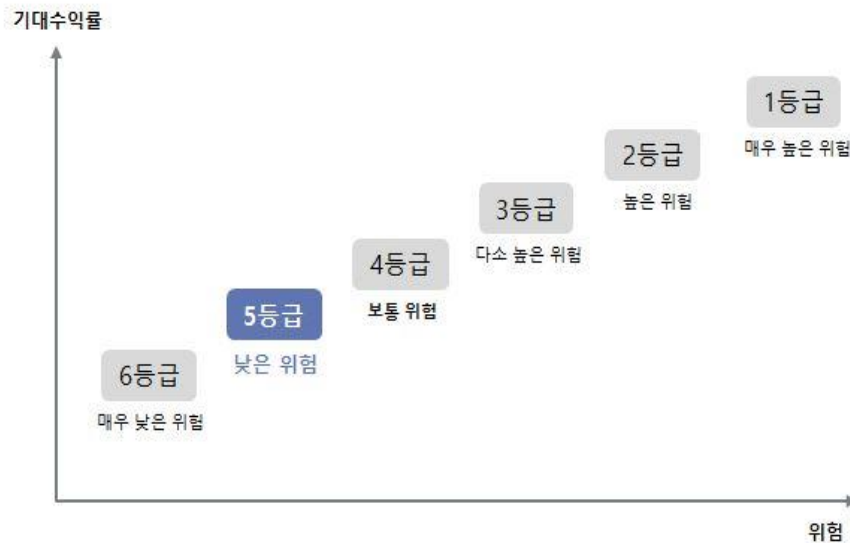 기대수익률
1등급
매우 높은 위험
2등급
높은 위험
3등급
다소 높은 위험
4등급
보통 위험
5등급
낮은 위험
6등급
매우 낮은 위험
위험